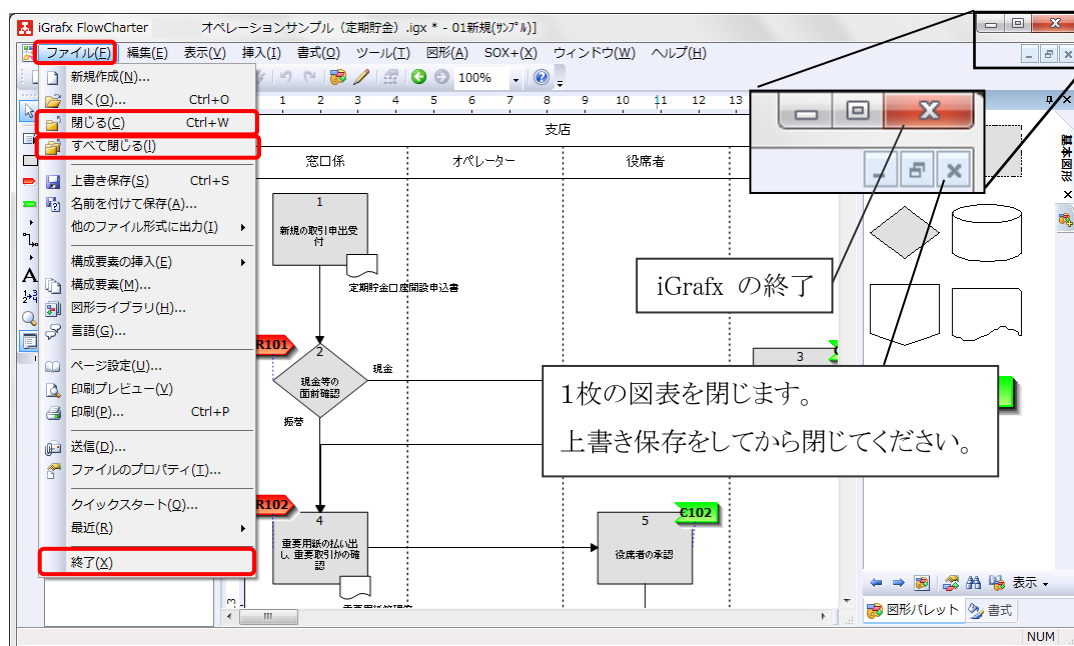 iGrafx FlowCharter オペレーションサンプル（定期貯金）.igx * - 01新規(ｻﾝﾌﾟﾙ)]
ファイル(F) 編集(E) 表示(V) 挿入(I) 書式(O) ツール(T) 図形(A) SOX+(X) ウィンドウ(W) ヘルプ(H)
100%
新規作成(N)...
開く(O)... Ctrl+O
閉じる(C) Ctrl+W
すべて閉じる(l)
上書き保存(S) Ctrl+S
名前を付けて保存(A)...
他のファイル形式に出力(I)
構成要素の挿入(E)
構成要素(M)...
図形ライブラリ(H)...
言語(G)...
ページ設定(U)...
印刷プレビュー(V)
印刷(P)... Ctrl+P
送信(D)...
ファイルのプロパティ(T)...
クイックスタート(Q)...
最近(R)
終了(X)
1 2 3 4 5 6 7 8 9 10 11 12 13
支店
窓口係 オペレーター 役席者
1
新規の取引申出受
付
定期貯金口座開設申込書
R101
2
現金等の
面前確認
現金
振替
3
R102
4
重要用紙の払い出
し、重要取引かの確
認
5
C102
役席者の承認
iGrafx の終了
1枚の図表を閉じます。
上書き保存をしてから閉じてください。
基本図形
表示
図形パレット 書式
NUM